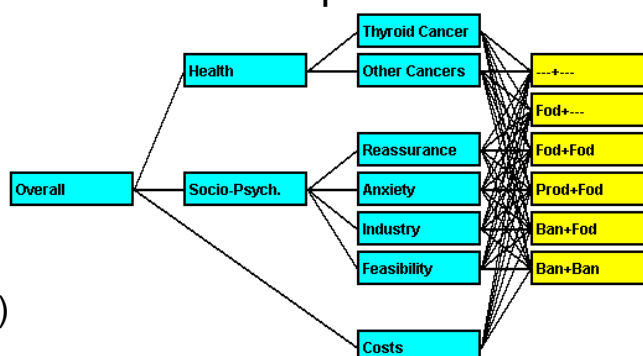 Thyroid Cancer
Health
Other Cancers
---+---
Fod+---
Reassurance
Fod+Fod
Overall
Socio-Psych.
Anxiety
Prod+Fod
Industry
Ban+Fod
Feasibility
Ban+Ban
)
Costs